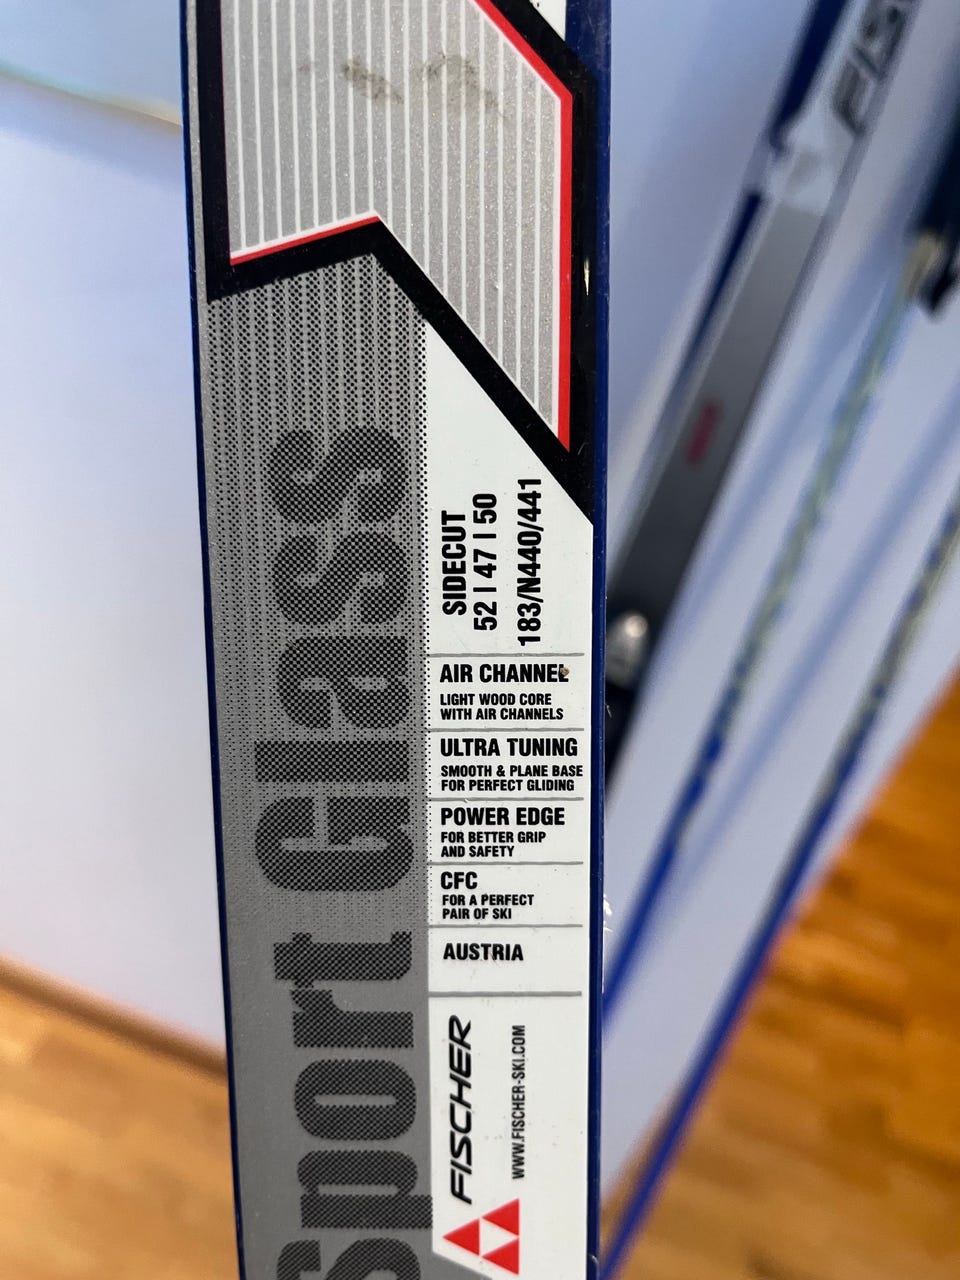 Sport Glass
SIDECUT
52 | 47 | 50
183/N440/441
AIR CHANNEL
LIGHT WOOD CORE
WITH AIR CHANNELS
ULTRA TUNING
SMOOTH & PLANE BASE
FOR PERFECT GLIDING
POWER EDGE
FOR BETTER GRIP
AND SAFETY
CFC
FOR A PERFECT
PAIR OF SKI
AUSTRIA
FISCHER
WWW.FISCHER-SKI.COM
FIS